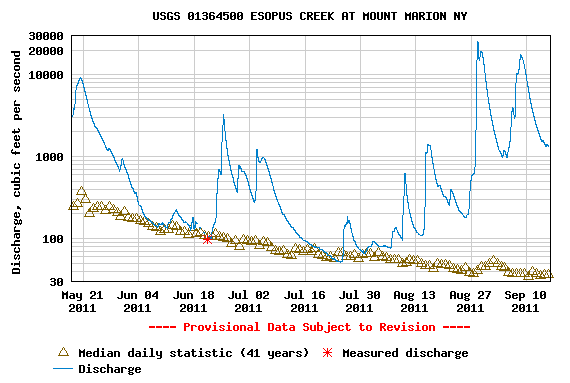 USGS 01364500 ESOPUS CREEK AT MOUNT MARION NY
Discharge, cubic feet per second
30000
20000
10000
1000
100
30
May 21 Jun 04 Jun 18 Jul 02 Jul 16 Jul 30 Aug 13 Aug 27 Sep 10
2011 2011 2011 2011 2011 2011 2011 2011 2011
---- Provisional Data Subject to Revision ----
Median daily statistic (41 years) Measured discharge
Discharge